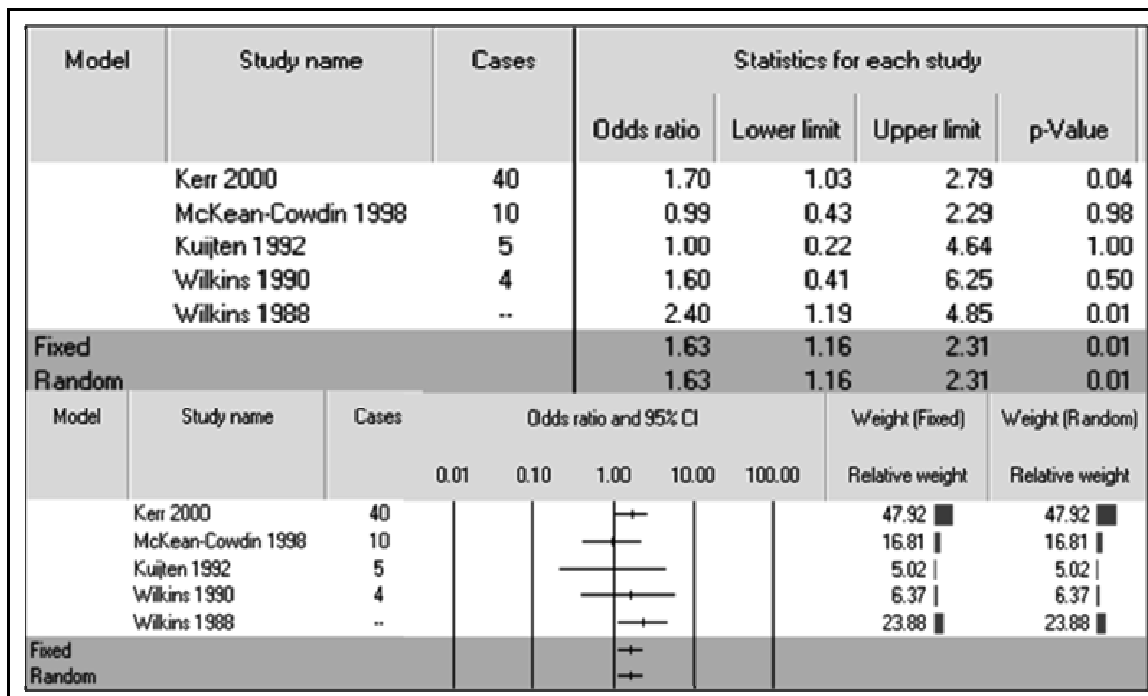 Model Study name Cases Statistics for each study
Odds ratio Lower limit Upper limit p-Value
Kerr 2000 40 1.70 1.03 2.79 0.04
McKean-Cowdin 1998 10 0.99 0.43 2.29 0.98
Kuijten 1992 5 1.00 0.22 4.64 1.00
Wilkins 1990 4 1.60 0.41 6.25 0.50
Wilkins 1988 -- 2.40 1.19 4.85 0.01
Fixed 1.63 1.16 2.31 0.01
Random 1.63 1.16 2.31 0.01
Model Study name Cases Odds ratio and 95% CI Weight (Fixed) Weight (Random)
0.01 0.10 1.00 10.00 100.00 Relative weight Relative weight
Kerr 2000 40 47.92 47.92
McKean-Cowdin 1998 10 16.81 16.81
Kuijten 1992 5 5.02 5.02
Wilkins 1990 4 6.37 6.37
Wilkins 1988 -- 23.88 23.88
Fixed
Random